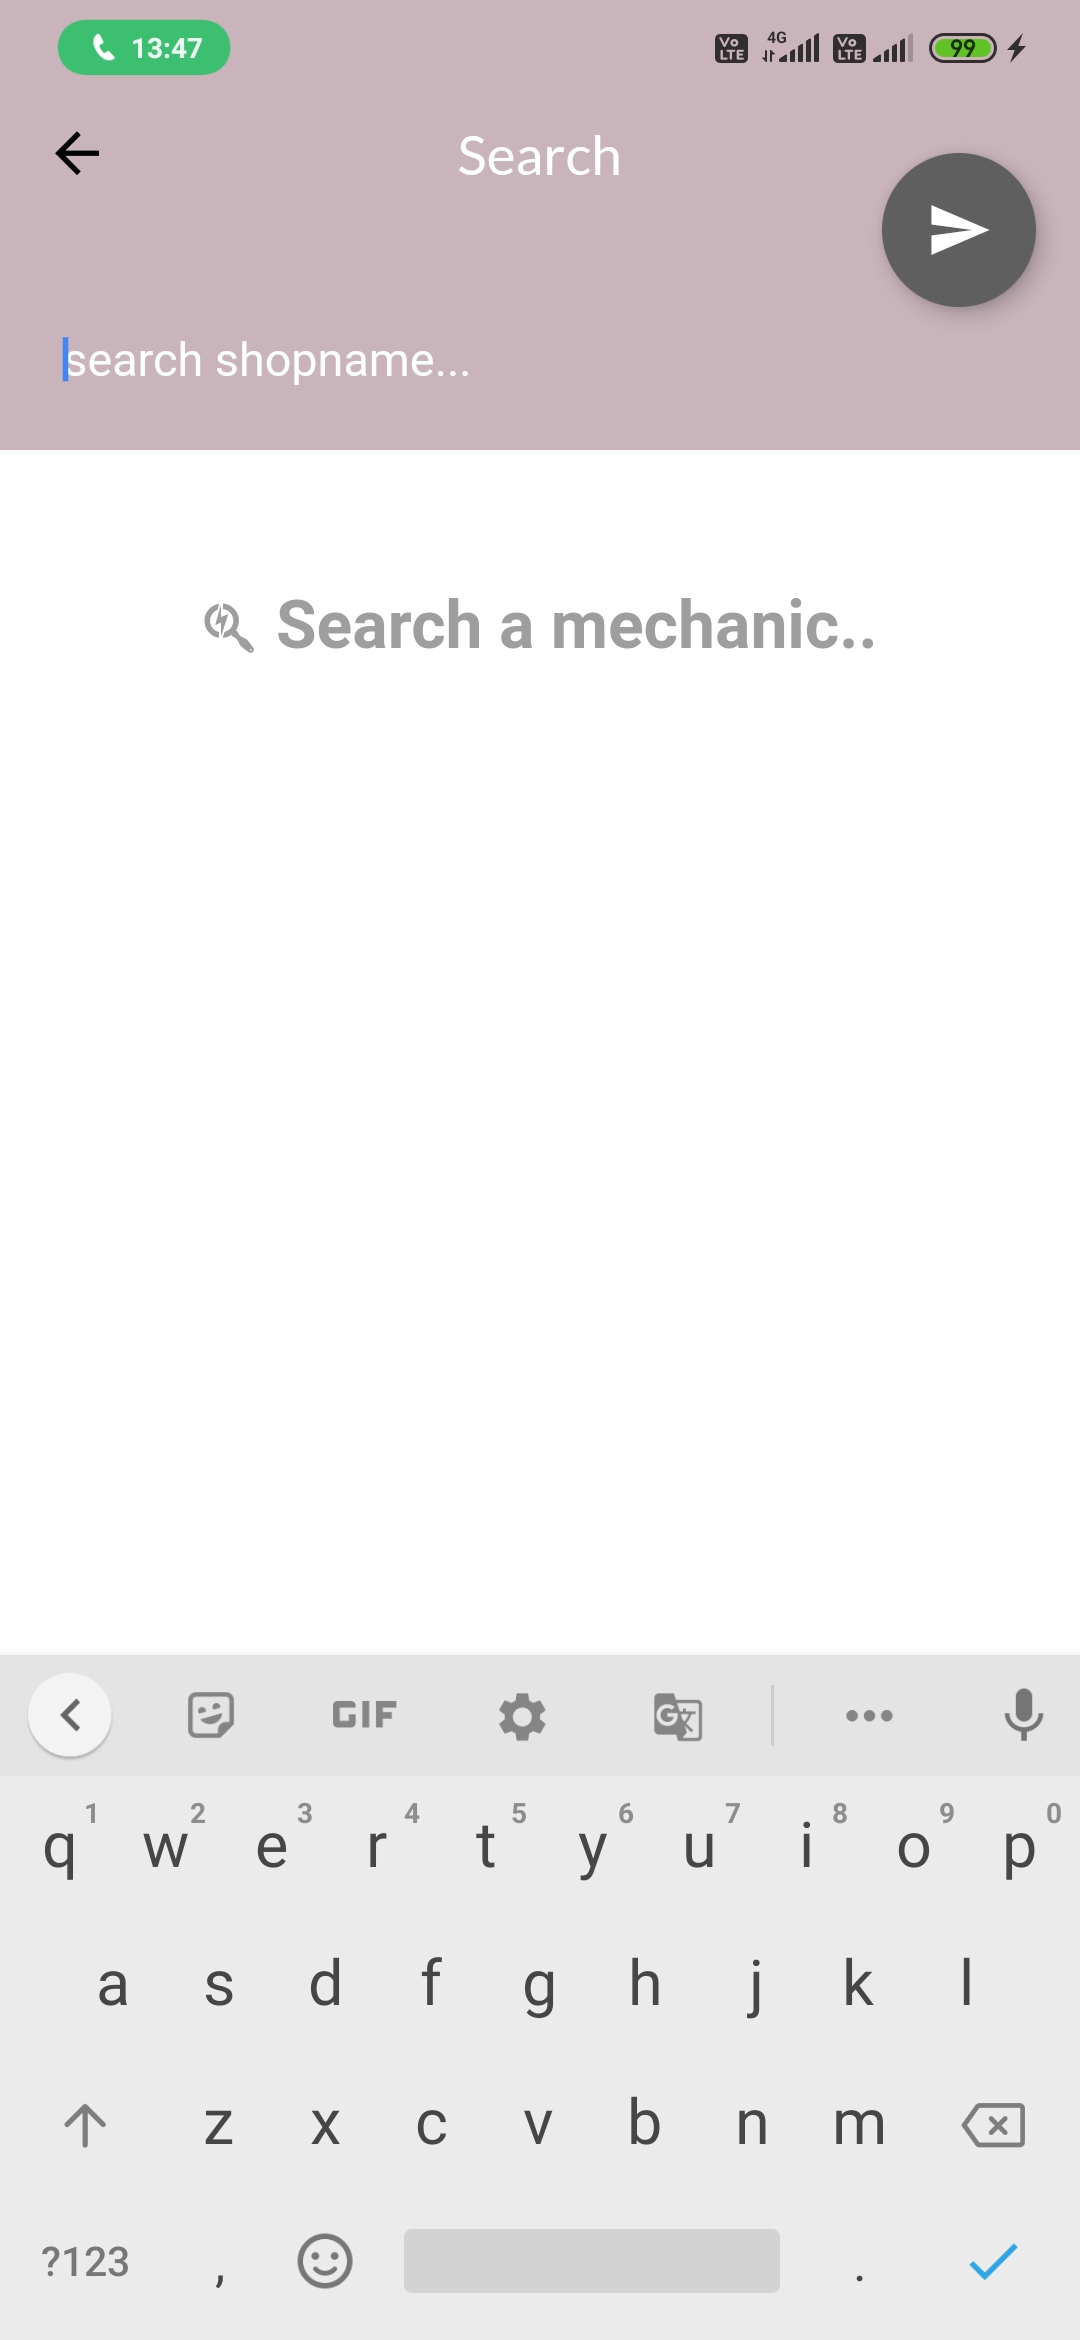 13:47 Vo LTE 4G Vo LTE 99
Search
search shopname...
Search a mechanic..
GIF G 文
1 2 3 4 5 6 7 8 9 0
q w e r t y u i o p
a s d f g h j k l
z x c v b n m
?123 , .